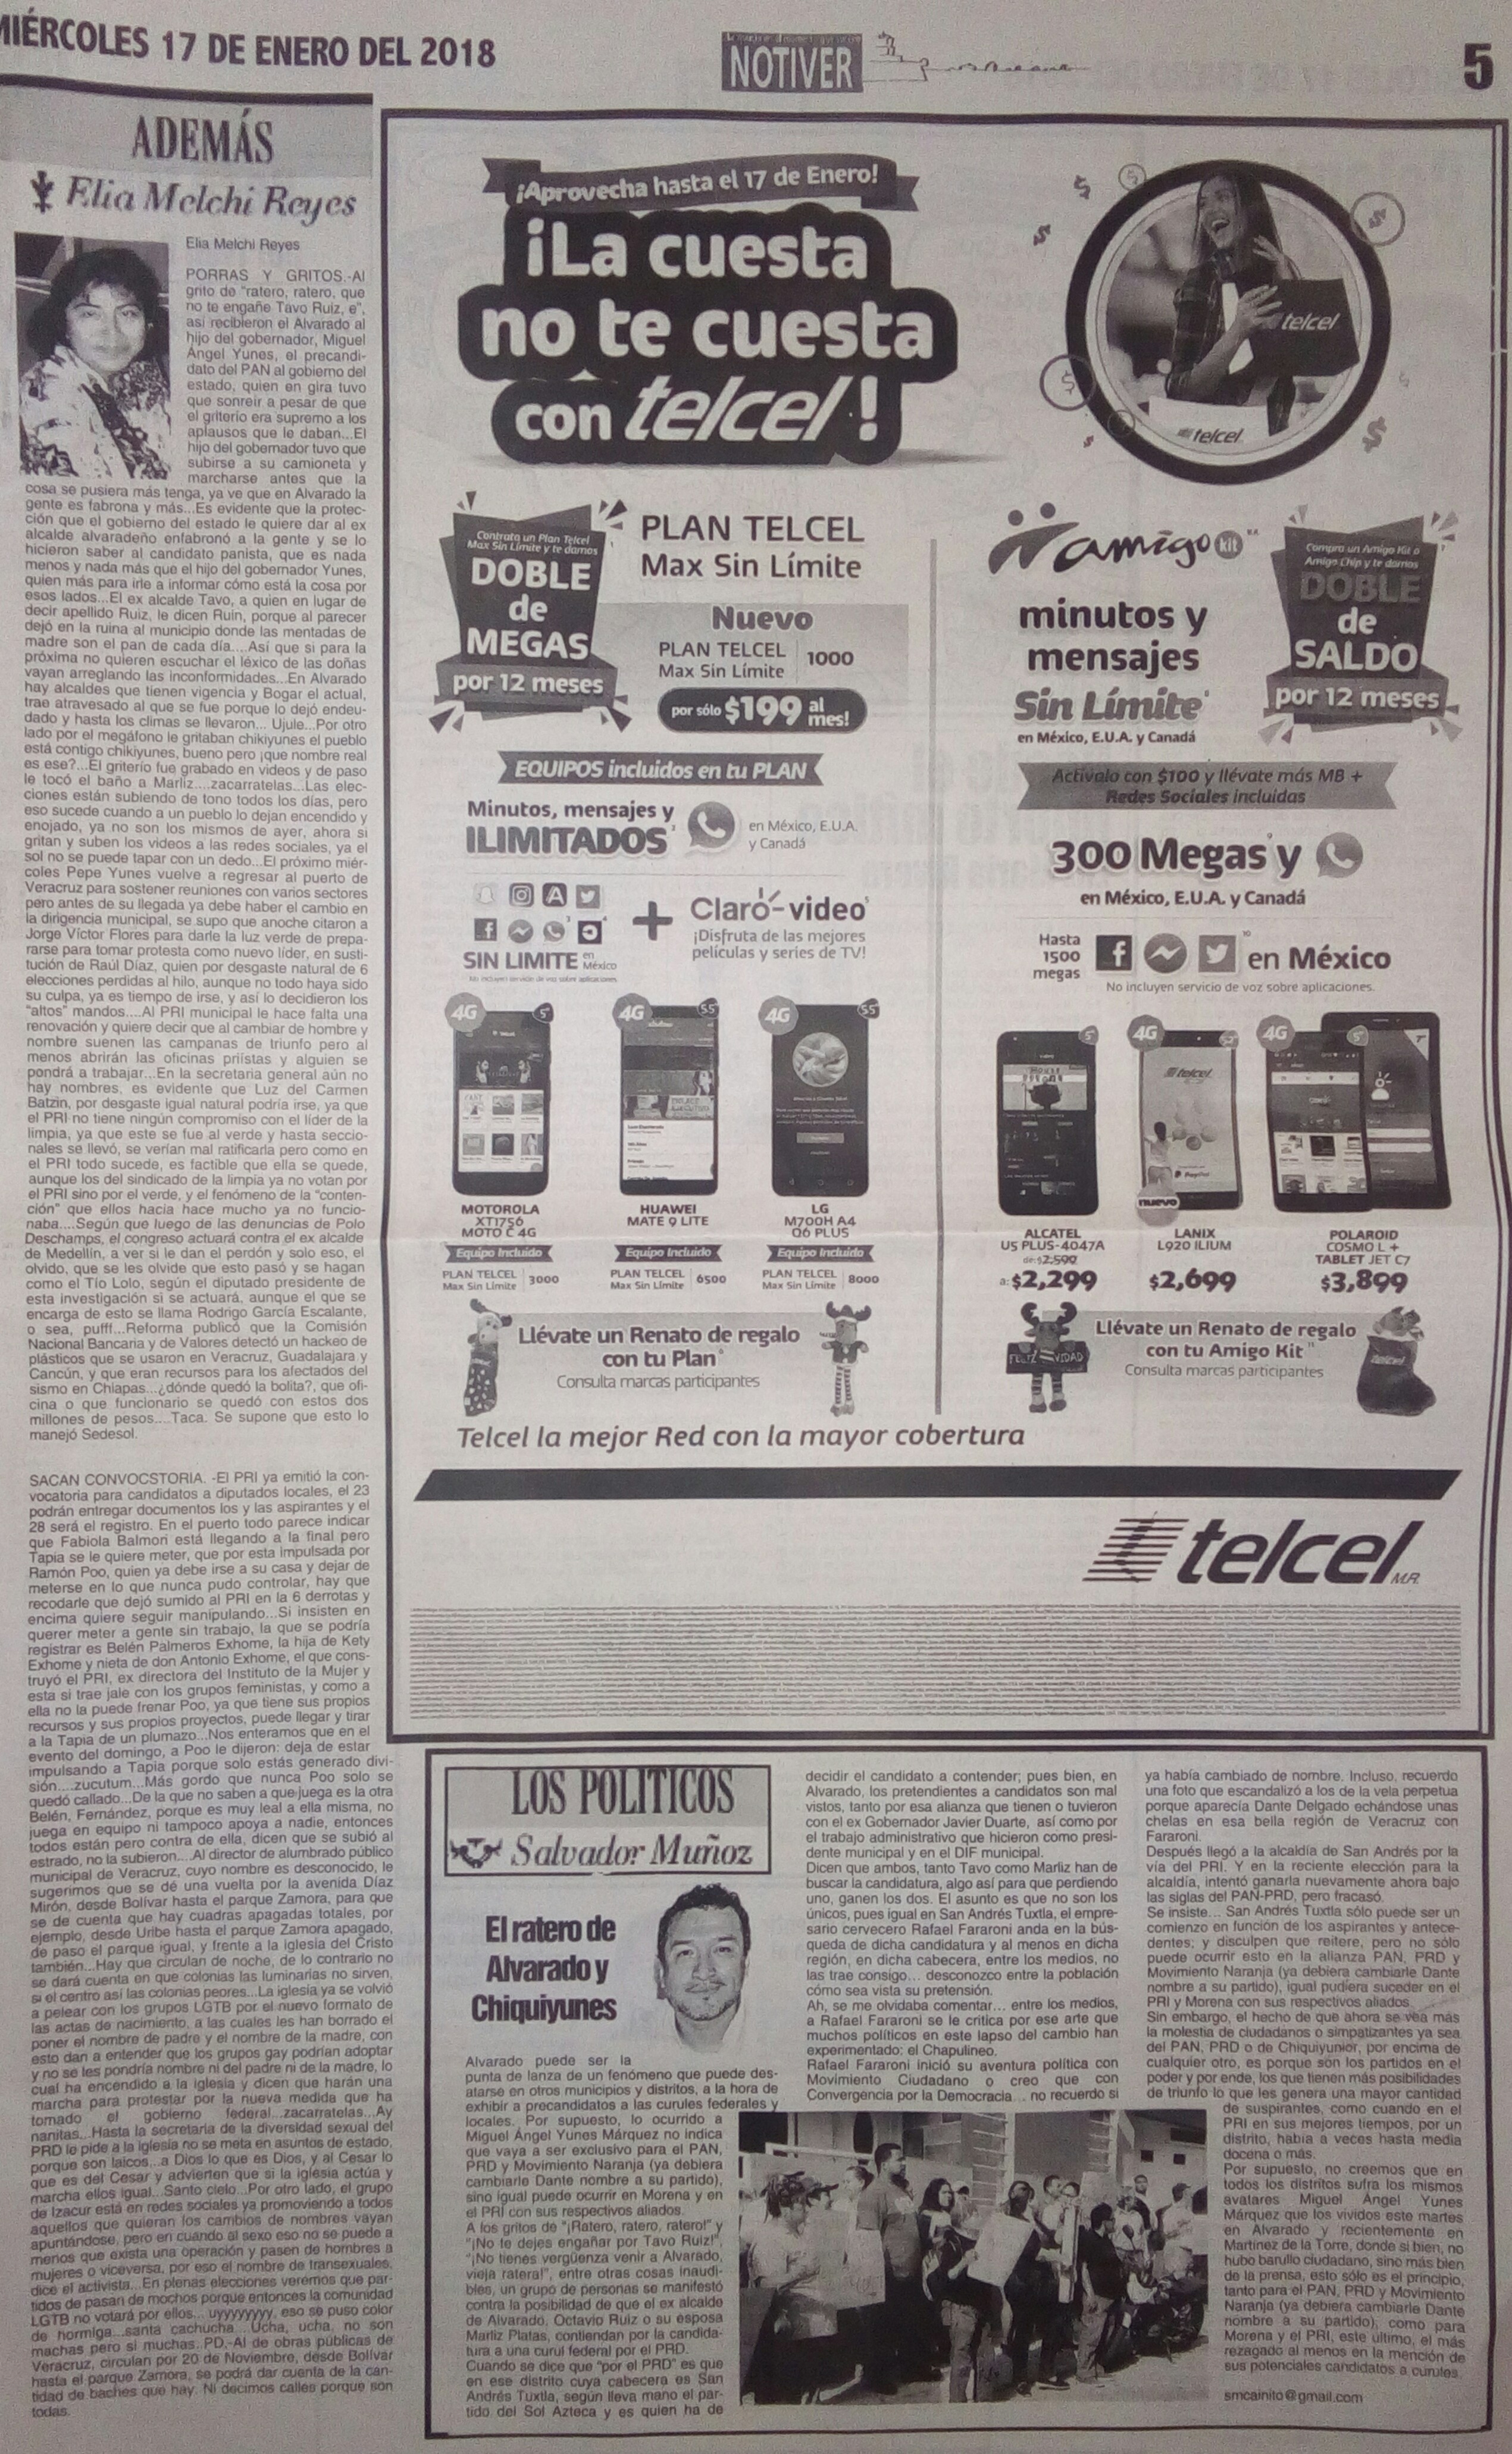 MIÉRCOLES 17 DE ENERO DEL 2018
NOTIVER
5
ADEMÁS
Elia Melchi Reyes
Elia Melchi Reyes
PORRAS Y GRITOS.-Al
grito de "ratero, ratero, que
no te engañe Tavo Ruiz, e",
así recibieron el Alvarado al
hijo del gobernador, Miguel
Ángel Yunes, el precandi-
dato del PAN al gobierno del
estado, quien en gira tuvo
que sonreir a pesar de que
el griterío era supremo a los
aplausos que le daban...El
hijo del gobernador tuvo que
subirse a su camioneta y
marcharse antes que la
cosa se pusiera más tenga, ya ve que en Alvarado la
gente es fabrona y más...Es evidente que la protec-
ción que el gobierno del estado le quiere dar al ex
alcalde alvaradeño enfabronó a la gente y se lo
hicieron saber al candidato panista, que es nada
menos y nada más que el hijo del gobernador Yunes,
quien más para irle a informar cómo está la cosa por
esos lados...El ex alcalde Tavo, a quien en lugar de
decir apellido Ruiz, le dicen Ruin, porque al parecer
dejó en la ruina al municipio donde las mentadas de
madre son el pan de cada día....Así que si para la
próxima no quieren escuchar el léxico de las doñas
vayan arreglando las inconformidades...En Alvarado
hay alcaldes que tienen vigencia y Bogar el actual,
trae atravesado al que se fue porque lo dejó endeu-
dado y hasta los climas se llevaron... Ujule...Por otro
lado por el megáfono le gritaban chikiyunes el pueblo
está contigo chikiyunes, bueno pero ¡que nombre real
es ese?...El griterío fue grabado en videos y de paso
le tocó el baño a Marliz....zacarratelas...Las elec-
ciones están subiendo de tono todos los días, pero
eso sucede cuando a un pueblo lo dejan encendido y
enojado, ya no son los mismos de ayer, ahora si
gritan y suben los videos a las redes sociales, ya el
sol no se puede tapar con un dedo...El próximo miér-
coles Pepe Yunes vuelve a regresar al puerto de
Veracruz para sostener reuniones con varios sectores
pero antes de su llegada ya debe haber el cambio en
la dirigencia municipal, se supo que anoche citaron a
Jorge Víctor Flores para darle la luz verde de prepa-
rarse para tomar protesta como nuevo líder, en susti-
tución de Raúl Díaz, quien por desgaste natural de 6
elecciones perdidas al hilo, aunque no todo haya sido
su culpa, ya es tiempo de irse, y así lo decidieron los
"altos" mandos....Al PRI municipal le hace falta una
renovación y quiere decir que al cambiar de hombre y
nombre suenen las campanas de triunfo pero al
menos abrirán las oficinas priístas y alguien se
pondrá a trabajar...En la secretaria general aún no
hay nombres, es evidente que Luz del Carmen
Batzin, por desgaste igual natural podría irse, ya que
el PRI no tiene ningún compromiso con el líder de la
limpia, ya que este se fue al verde y hasta seccio-
nales se llevó, se verían mal ratificarla pero como en
el PRI todo sucede, es factible que ella se quede,
aunque los del sindicado de la limpia ya no votan por
el PRI sino por el verde, y el fenómeno de la "conten-
ción" que ellos hacia hace mucho ya no funcio-
naba....Según que luego de las denuncias de Polo
Deschamps, el congreso actuará contra el ex alcalde
de Medellín, a ver si le dan el perdón y solo eso, el
olvido, que se les olvide que esto pasó y se hagan
como el Tío Lolo, según el diputado presidente de
esta investigación si se actuará, aunque el que se
encarga de esto se llama Rodrigo García Escalante,
o sea, pufff...Reforma publicó que la Comisión
Nacional Bancaria y de Valores detectó un hackeo de
plásticos que se usaron en Veracruz, Guadalajara y
Cancún, y que eran recursos para los afectados del
sismo en Chiapas...¿dónde quedó la bolita?, que ofi-
cina o que funcionario se quedó con estos dos
millones de pesos....Taca. Se supone que esto lo
manejó Sedesol.
SACAN CONVOCSTORIA. -El PRI ya emitió la con-
vocatoria para candidatos a diputados locales, el 23
podrán entregar documentos los y las aspirantes y el
28 será el registro. En el puerto todo parece indicar
que Fabiola Balmori está llegando a la final pero
Tapia se le quiere meter, que por esta impulsada por
Ramón Poo, quien ya debe irse a su casa y dejar de
meterse en lo que nunca pudo controlar, hay que
recodarle que dejó sumido al PRI en la 6 derrotas y
encima quiere seguir manipulando...Si insisten en
querer meter a gente sin trabajo, la que se podría
registrar es Belén Palmeros Exhome, la hija de Kety
Exhome y nieta de don Antonio Exhome, el que cons-
truyó el PRI, ex directora del Instituto de la Mujer y
esta si trae jale con los grupos feministas, y como a
ella no la puede frenar Poo, ya que tiene sus propios
recursos y sus propios proyectos, puede llegar y tirar
a la Tapia de un plumazo...Nos enteramos que en el
evento del domingo, a Poo le dijeron: deja de estar
impulsando a Tapia porque solo estás generado divi-
sión....zucutum...Más gordo que nunca Poo solo se
quedó callado...De la que no saben a que juega es la otra
Belén, Fernández, porque es muy leal a ella misma, no
juega en equipo ni tampoco apoya a nadie, entonces
todos están pero contra de ella, dicen que se subió al
estrado, no la subieron....Al director de alumbrado público
municipal de Veracruz, cuyo nombre es desconocido, le
sugerimos que se dé una vuelta por la avenida Díaz
Mirón, desde Bolívar hasta el parque Zamora, para que
se de cuenta que hay cuadras apagadas totales, por
ejemplo, desde Uribe hasta el parque Zamora apagado,
de paso el parque igual, y frente a la iglesia del Cristo
también...Hay que circulan de noche, de lo contrario no
se dará cuenta en que colonias las luminarias no sirven,
si el centro así las colonias peores...La iglesia ya se volvió
a pelear con los grupos LGTB por el nuevo formato de
las actas de nacimiento, a las cuales les han borrado el
poner el nombre de padre y el nombre de la madre, con
esto dan a entender que los grupos gay podrían adoptar
y no se les pondría nombre ni del padre ni de la madre, lo
cual ha encendido a la iglesia y dicen que harán una
marcha para protestar por la nueva medida que ha
tomado el gobierno federal...zacarratelas...Ay
nanitas...Hasta la secretaria de la diversidad sexual del
PRD le pide a la iglesia no se meta en asuntos de estado,
porque son laicos...a Dios lo que es Dios, y al Cesar lo
que es del Cesar y advierten que si la iglesia actúa y
marcha ellos igual...Santo cielo...Por otro lado, el grupo
de Izacur está en redes sociales ya promoviendo a todos
aquellos que quieran los cambios de nombres vayan
apuntándose, pero en cuando al sexo eso no se puede a
menos que exista una operación y pasen de hombres a
mujeres o viceversa, por eso el nombre de transexuales,
dice el activista...En plenas elecciones veremos que par-
tidos de pasan de mochos porque entonces la comunidad
LGTB no votará por ellos... uyyyyyyyy, eso se puso color
de hormiga...santa cachucha....Ucha, ucha, no son
machas pero si muchas..PD.-Al de obras públicas de
Veracruz, circulan por 20 de Noviembre, desde Bolívar
hasta el parque Zamora, se podrá dar cuenta de la can-
tidad de baches que hay. Ni decimos calles porque son
todas.
¡Aprovecha hasta el 17 de Enero!
¡La cuesta
no te cuesta
con telcel!
telcel
telcel
Contrata un Plan Telcel
Max Sin Límite y te damos
DOBLE
de
MEGAS
por 12 meses
PLAN TELCEL
Max Sin Límite
Nuevo
PLAN TELCEL
Max Sin Límite 1000
por sólo $199 al mes!
EQUIPOS incluidos en tu PLAN
Minutos, mensajes y
ILIMITADOS
en México, E.U.A.
y Canadá
SIN LIMITE en México
No incluyen servicio de voz sobre aplicaciones
+ Claro-video
¡Disfruta de las mejores
películas y series de TV!
4G 5"
4G 5.5
4G 5.5
MOTOROLA
XT1756
MOTO C 4G
Equipo Incluido
PLAN TELCEL
Max Sin Límite 3000
HUAWEI
MATE 9 LITE
Equipo Incluido
PLAN TELCEL
Max Sin Límite 6500
LG
M700H A4
Q6 PLUS
Equipo Incluido
PLAN TELCEL
Max Sin Límite 8000
Llévate un Renato de regalo
con tu Plan
Consulta marcas participantes
amigo kit
minutos y
mensajes
Sin Límite
en México, E.U.A. y Canadá
Compra un Amigo Kit o
Amigo Chip y te damos
DOBLE
de
SALDO
por 12 meses
Actívalo con $100 y llévate más MB +
Redes Sociales incluidas
300 Megas y
en México, E.U.A. y Canadá
Hasta
1500
megas
en México
No incluyen servicio de voz sobre aplicaciones.
5"
4G
4G 5"
telcel
nuevo
ALCATEL
U5 PLUS-4047A
de:$2,599
a:$2,299
LANIX
L920 ILIUM
$2,699
POLAROID
COSMO L +
TABLET JET C7
$3,899
FELIZ NAVIDAD
Llévate un Renato de regalo
con tu Amigo Kit
Consulta marcas participantes
Telcel la mejor Red con la mayor cobertura
telcel M.R.
LOS POLÍTICOS
Salvador Muñoz
El ratero de
Alvarado y
Chiquiyunes
Alvarado puede ser la
punta de lanza de un fenómeno que puede des-
atarse en otros municipios y distritos, a la hora de
exhibir a precandidatos a las curules federales y
locales. Por supuesto, lo ocurrido a
Miguel Ángel Yunes Márquez no indica
que vaya a ser exclusivo para el PAN,
PRD y Movimiento Naranja (ya debiera
cambiarle Dante nombre a su partido),
sino igual puede ocurrir en Morena y en
el PRI con sus respectivos aliados.
A los gritos de "¡Ratero, ratero, ratero!" y
"¡No te dejes engañar por Tavo Ruiz!",
"¡No tienes vergüenza venir a Alvarado,
vieja ratera!", entre otras cosas inaudi-
bles, un grupo de personas se manifestó
contra la posibilidad de que el ex alcalde
de Alvarado, Octavio Ruiz o su esposa
Marliz Platas, contiendan por la candida-
tura a una curul federal por el PRD.
Cuando se dice que "por el PRD" es que
en ese distrito cuya cabecera es San
Andrés Tuxtla, según lleva mano el par-
tido del Sol Azteca y es quien ha de
decidir el candidato a contender; pues bien, en
Alvarado, los pretendientes a candidatos son mal
vistos, tanto por esa alianza que tienen o tuvieron
con el ex Gobernador Javier Duarte, así como por
el trabajo administrativo que hicieron como presi-
dente municipal y en el DIF municipal.
Dicen que ambos, tanto Tavo como Marliz han de
buscar la candidatura, algo así para que perdiendo
uno, ganen los dos. El asunto es que no son los
únicos, pues igual en San Andrés Tuxtla, el empre-
sario cervecero Rafael Fararoni anda en la bús-
queda de dicha candidatura y al menos en dicha
región, en dicha cabecera, entre los medios, no
las trae consigo... desconozco entre la población
cómo sea vista su pretensión.
Ah, se me olvidaba comentar... entre los medios,
a Rafael Fararoni se le critica por ese arte que
muchos políticos en este lapso del cambio han
experimentado: el Chapulineo.
Rafael Fararoni inició su aventura política con
Movimiento Ciudadano o creo que con
Convergencia por la Democracia... no recuerdo si
ya había cambiado de nombre. Incluso, recuerdo
una foto que escandalizó a los de la vela perpetua
porque aparecía Dante Delgado echándose unas
chelas en esa bella región de Veracruz con
Fararoni.
Después llegó a la alcaldía de San Andrés por la
vía del PRI. Y en la reciente elección para la
alcaldía, intentó ganarla nuevamente ahora bajo
las siglas del PAN-PRD, pero fracasó.
Se insiste... San Andrés Tuxtla sólo puede ser un
comienzo en función de los aspirantes y antece-
dentes; y disculpen que reitere, pero no sólo
puede ocurrir esto en la alianza PAN, PRD y
Movimiento Naranja (ya debiera cambiarle Dante
nombre a su partido), igual pudiera suceder en el
PRI y Morena con sus respectivos aliados.
Sin embargo, el hecho de que ahora se vea más
la molestia de ciudadanos o simpatizantes ya sea
del PAN, PRD o de Chiquiyunior, por encima de
cualquier otro, es porque son los partidos en el
poder y por ende, los que tienen más posibilidades
de triunfo lo que les genera una mayor cantidad
de suspirantes, como cuando en el
PRI en sus mejores tiempos, por un
distrito, había a veces hasta media
docena o más.
Por supuesto, no creemos que en
todos los distritos sufra los mismos
avatares Miguel Ángel Yunes
Márquez que los vividos este martes
en Alvarado y recientemente en
Martínez de la Torre, donde si bien, no
hubo barullo ciudadano, sino más bien
de la prensa, esto sólo es el principio,
tanto para el PAN, PRD y Movimiento
Naranja (ya debiera cambiarle Dante
nombre a su partido), como para
Morena y el PRI, este último, el más
rezagado al menos en la mención de
sus potenciales candidatos a curules.
smcainito@gmail.com